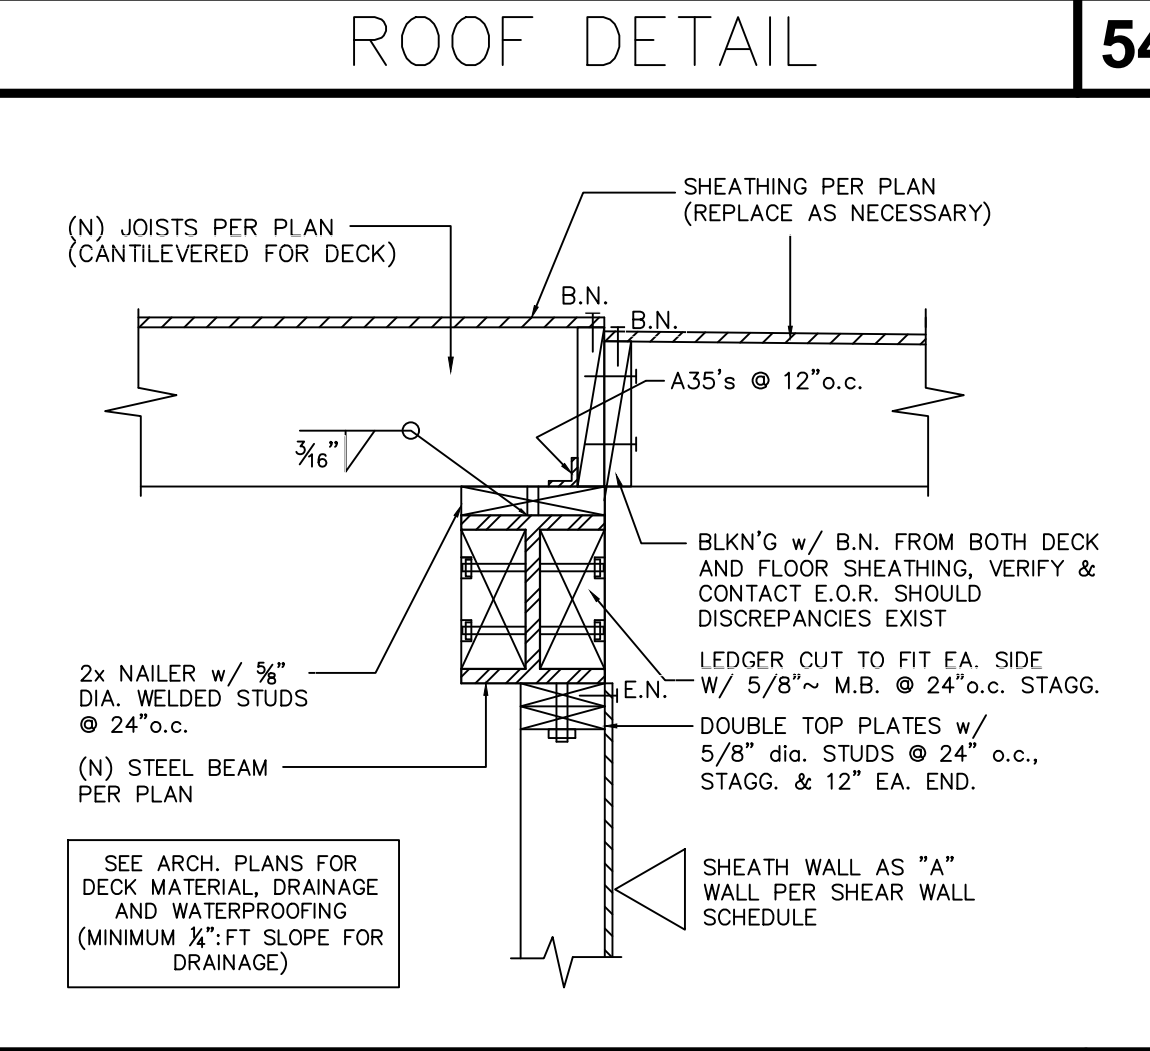 ROOF DETAIL
54
SHEATHING PER PLAN
(REPLACE AS NECESSARY)
(N) JOISTS PER PLAN
(CANTILEVERED FOR DECK)
B.N.
B.N.
A35's @ 12"o.c.
3/16"
BLKN'G w/ B.N. FROM BOTH DECK
AND FLOOR SHEATHING, VERIFY &
CONTACT E.O.R. SHOULD
DISCREPANCIES EXIST
LEDGER CUT TO FIT EA. SIDE
W/ 5/8"~ M.B. @ 24"o.c. STAGG.
E.N.
2x NAILER w/ 5/8"
DIA. WELDED STUDS
@ 24"o.c.
DOUBLE TOP PLATES w/
5/8" dia. STUDS @ 24" o.c.,
STAGG. & 12" EA. END.
(N) STEEL BEAM
PER PLAN
SEE ARCH. PLANS FOR
DECK MATERIAL, DRAINAGE
AND WATERPROOFING
(MINIMUM 1/4":FT SLOPE FOR
DRAINAGE)
SHEATH WALL AS "A"
WALL PER SHEAR WALL
SCHEDULE